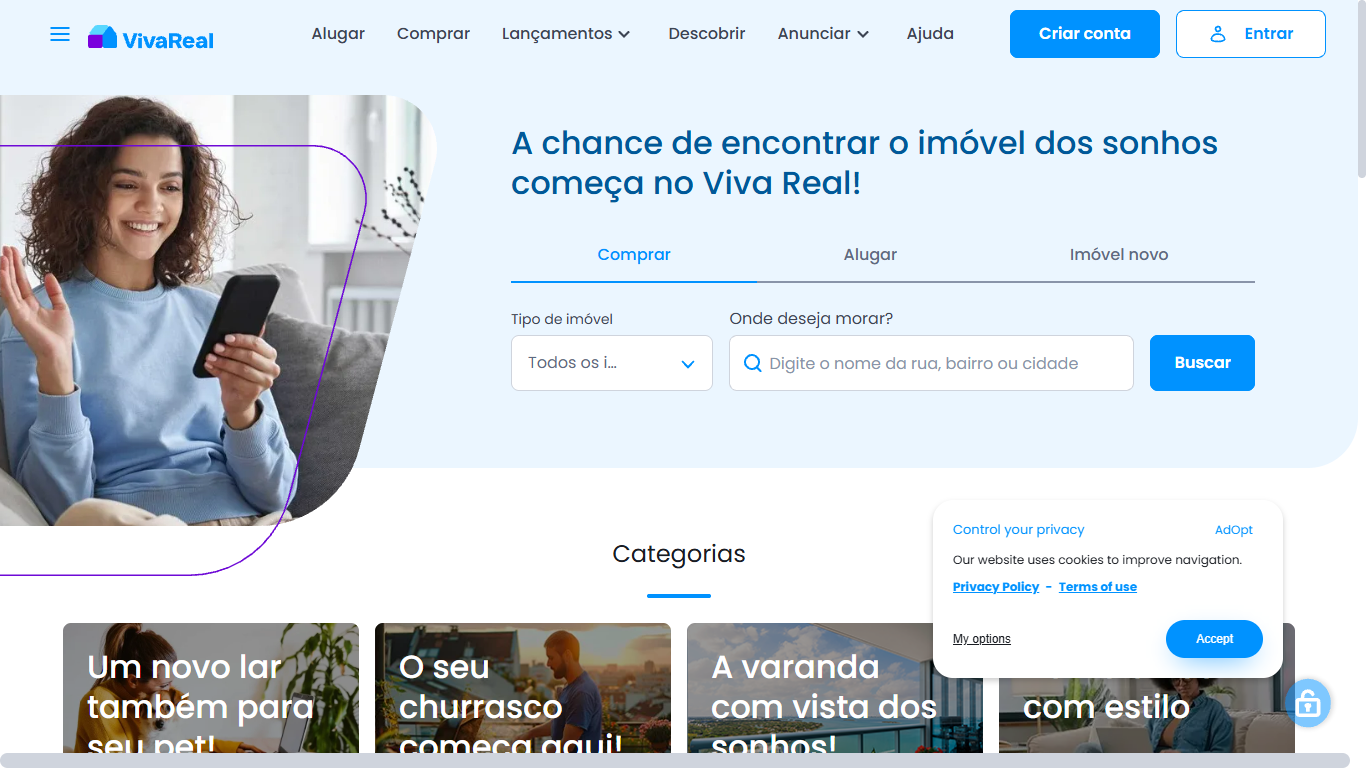 VivaReal
Alugar
Comprar
Lançamentos
Descobrir
Anunciar
Ajuda
Criar conta
Entrar
A chance de encontrar o imóvel dos sonhos
começa no Viva Real!
Comprar
Alugar
Imóvel novo
Tipo de imóvel
Onde deseja morar?
Todos os i...
Digite o nome da rua, bairro ou cidade
Buscar
Categorias
Um novo lar
também para
seu pet!
O seu
churrasco
começa aqui!
A varanda
com vista dos
sonhos!
com estilo
Control your privacy
AdOpt
Our website uses cookies to improve navigation.
Privacy Policy - Terms of use
My options
Accept